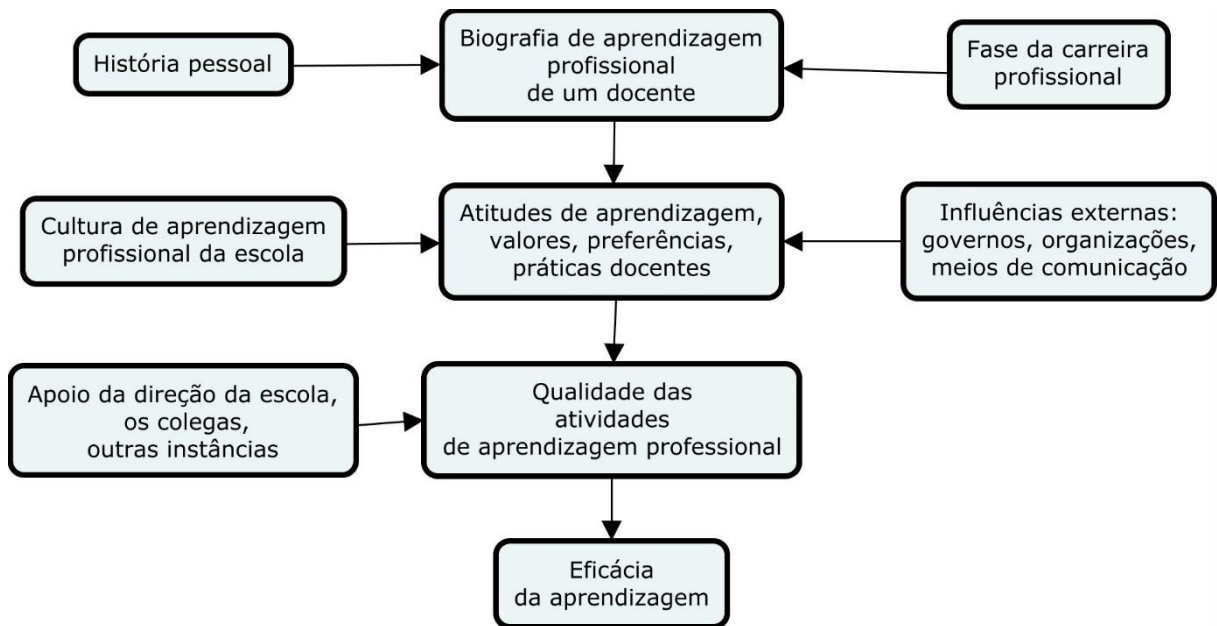 História pessoal
Biografia de aprendizagem
profissional
de um docente
Fase da carreira
profissional
Cultura de aprendizagem
profissional da escola
Atitudes de aprendizagem,
valores, preferências,
práticas docentes
Influências externas:
governos, organizações,
meios de comunicação
Apoio da direção da escola,
os colegas,
outras instâncias
Qualidade das
atividades
de aprendizagem professional
Eficácia
da aprendizagem